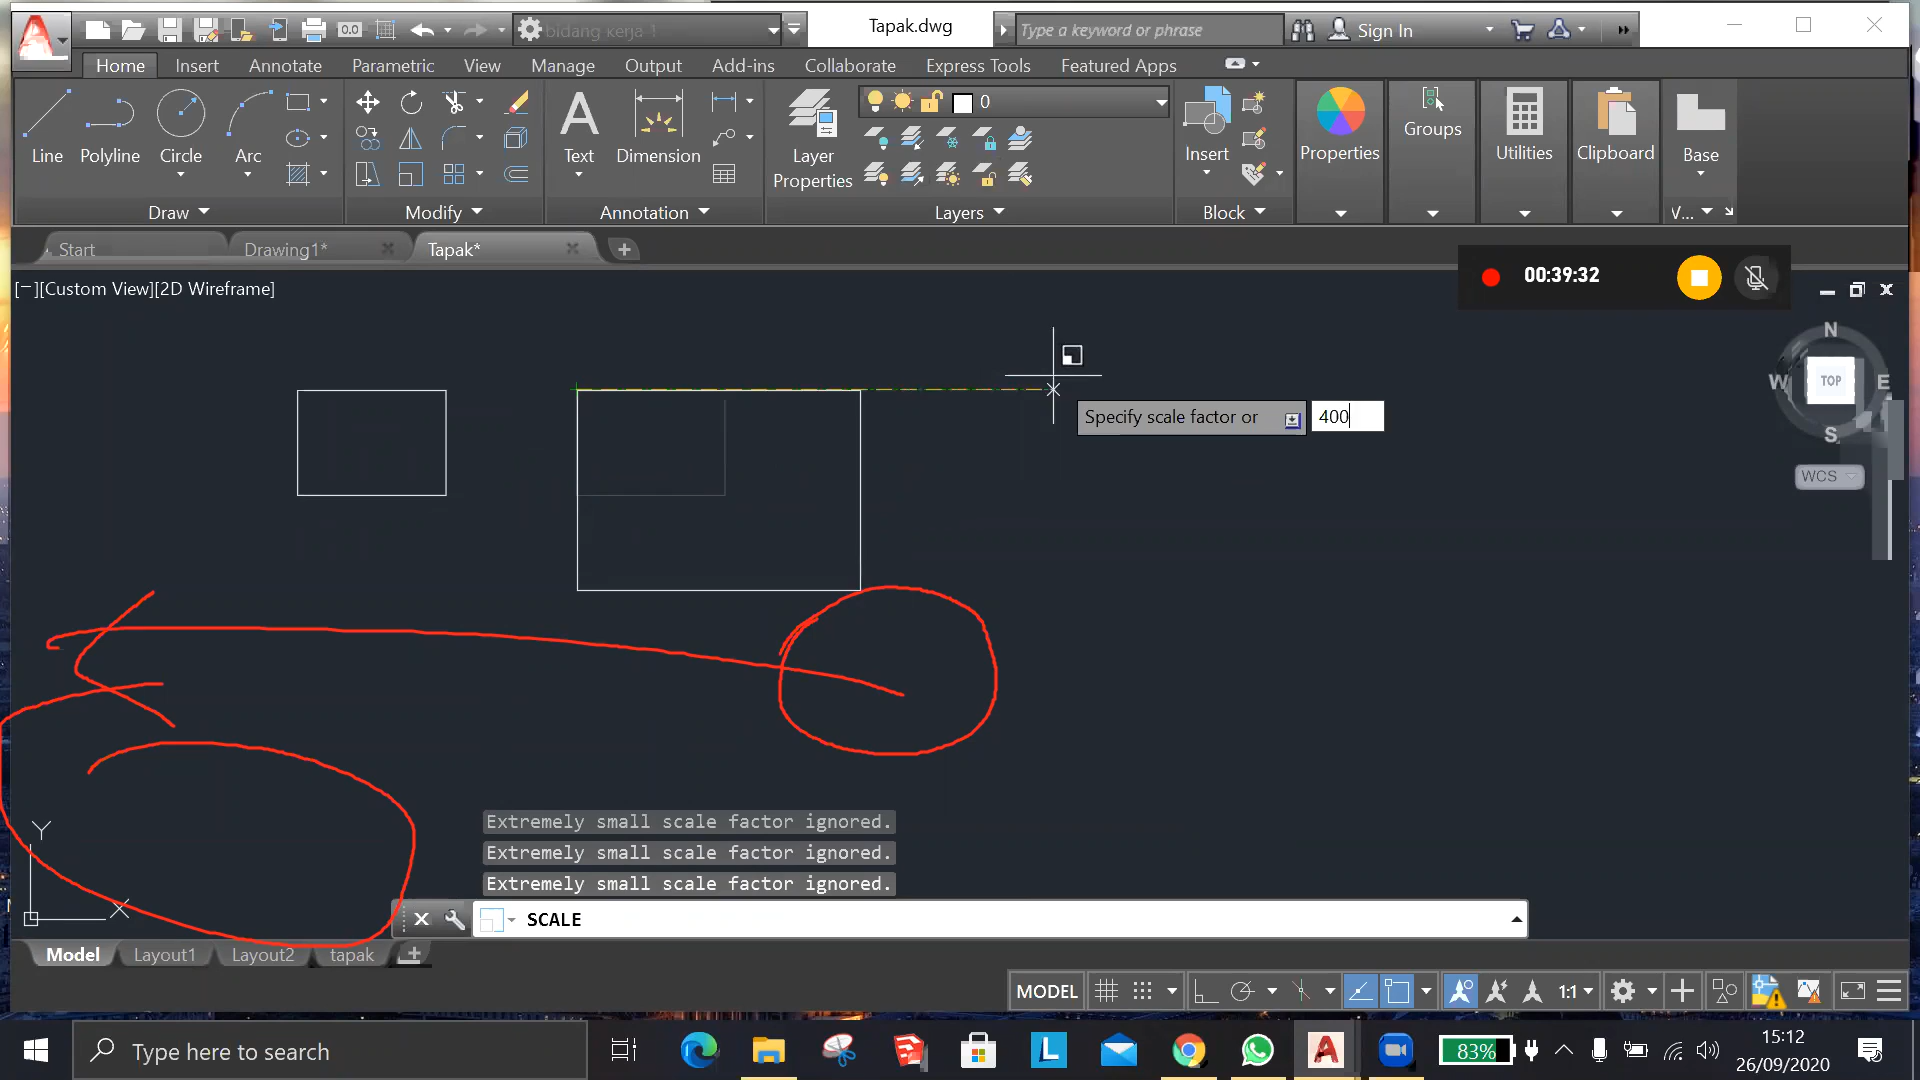 bidang kerja 1
Tapak.dwg
Type a keyword or phrase
Sign In
Home Insert Annotate Parametric View Manage Output Add-ins Collaborate Express Tools Featured Apps
0
Line Polyline Circle Arc
Text Dimension
Layer
Properties
Insert
Properties
Groups
Utilities
Clipboard
Base
Draw Modify Annotation Layers Block V...
Start Drawing1* Tapak*
[−][Custom View][2D Wireframe]
00:39:32
N
W TOP E
S
WCS
Specify scale factor or 400
Y
X
Extremely small scale factor ignored.
Extremely small scale factor ignored.
Extremely small scale factor ignored.
SCALE
Model Layout1 Layout2 tapak
MODEL 1:1
Type here to search
83%
15:12
26/09/2020